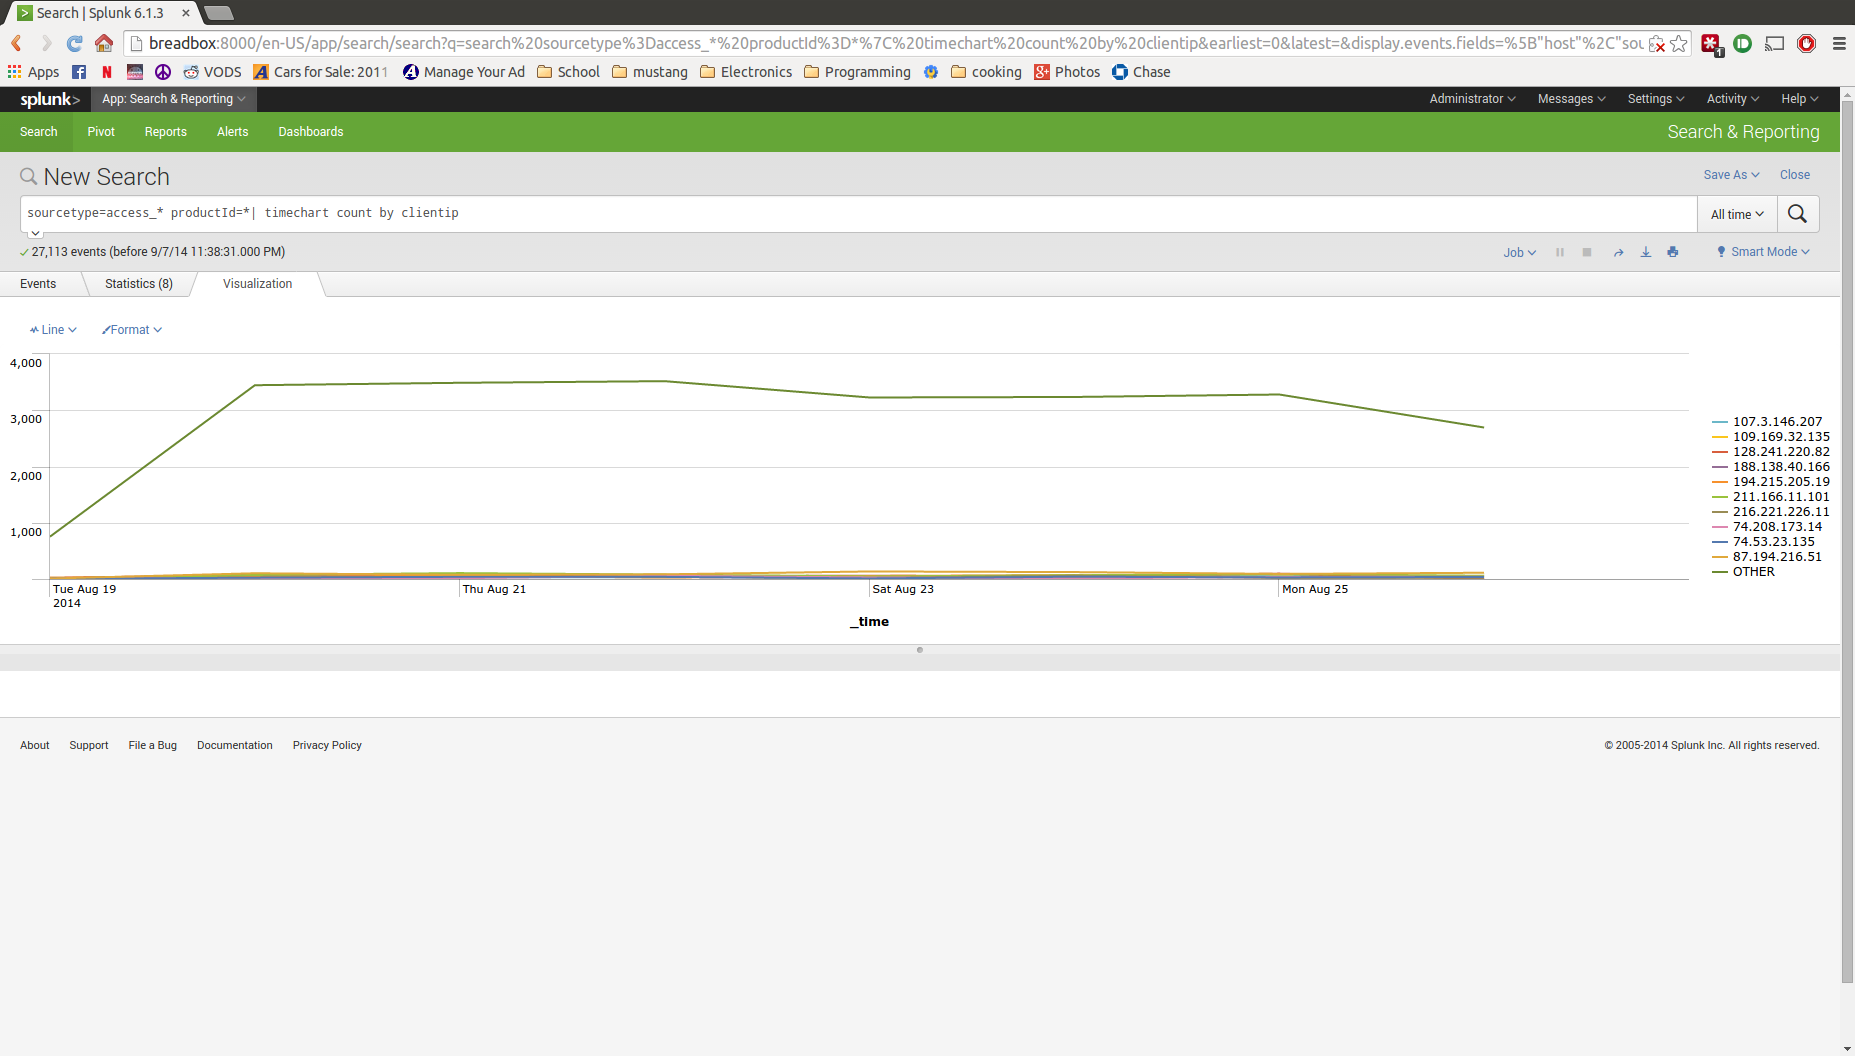 Search | Splunk 6.1.3
breadbox:8000/en-US/app/search/search?q=search%20sourcetype%3Daccess_*%20productId%3D*%7C%20timechart%20count%20by%20clientip&earliest=0&latest=&display.events.fields=%5B"host"%2C"sou
Apps VODS Cars for Sale: 2011 Manage Your Ad School mustang Electronics Programming cooking Photos Chase
splunk> App: Search & Reporting Administrator Messages Settings Activity Help
Search Pivot Reports Alerts Dashboards Search & Reporting
New Search Save As Close
sourcetype=access_* productId=*| timechart count by clientip All time
27,113 events (before 9/7/14 11:38:31.000 PM) Job Smart Mode
Events Statistics (8) Visualization
Line Format
4,000
3,000
2,000
1,000
107.3.146.207
109.169.32.135
128.241.220.82
188.138.40.166
194.215.205.19
211.166.11.101
216.221.226.11
74.208.173.14
74.53.23.135
87.194.216.51
OTHER
Tue Aug 19 Thu Aug 21 Sat Aug 23 Mon Aug 25
2014
_time
About Support File a Bug Documentation Privacy Policy © 2005-2014 Splunk Inc. All rights reserved.